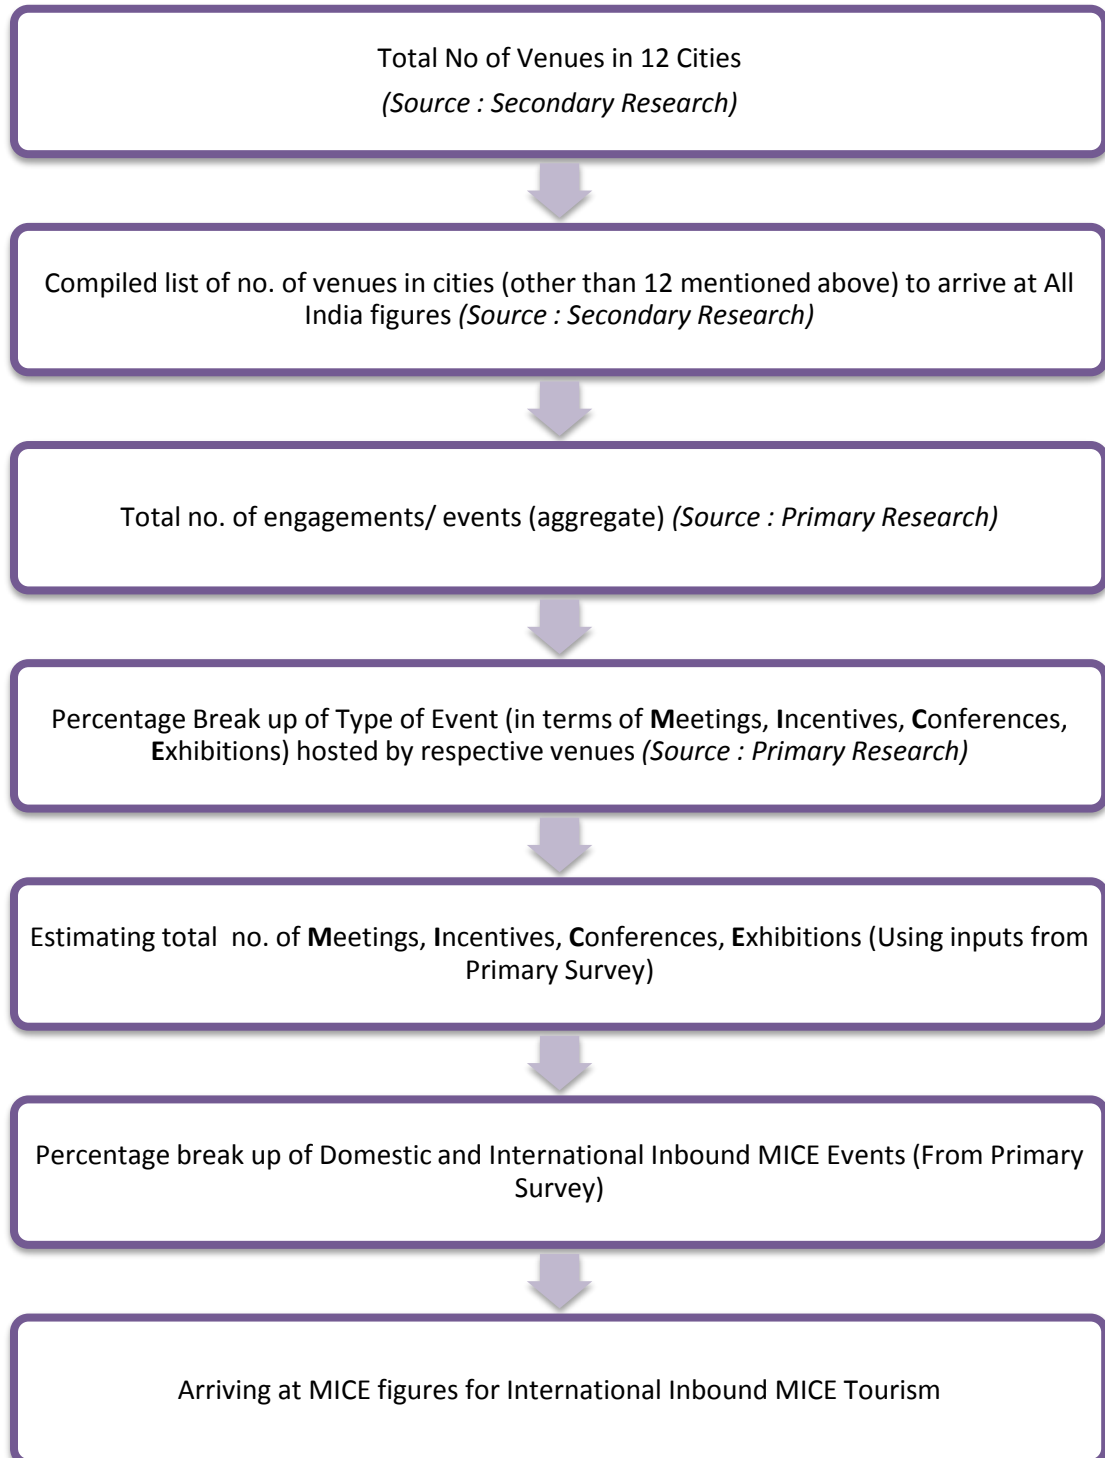 Total No of Venues in 12 Cities
(Source : Secondary Research)
Compiled list of no. of venues in cities (other than 12 mentioned above) to arrive at All
India figures (Source : Secondary Research)
Total no. of engagements/ events (aggregate) (Source : Primary Research)
Percentage Break up of Type of Event (in terms of Meetings, Incentives, Conferences,
Exhibitions) hosted by respective venues (Source : Primary Research)
Estimating total  no. of Meetings, Incentives, Conferences, Exhibitions (Using inputs from
Primary Survey)
Percentage break up of Domestic and International Inbound MICE Events (From Primary
Survey)
Arriving at MICE figures for International Inbound MICE Tourism